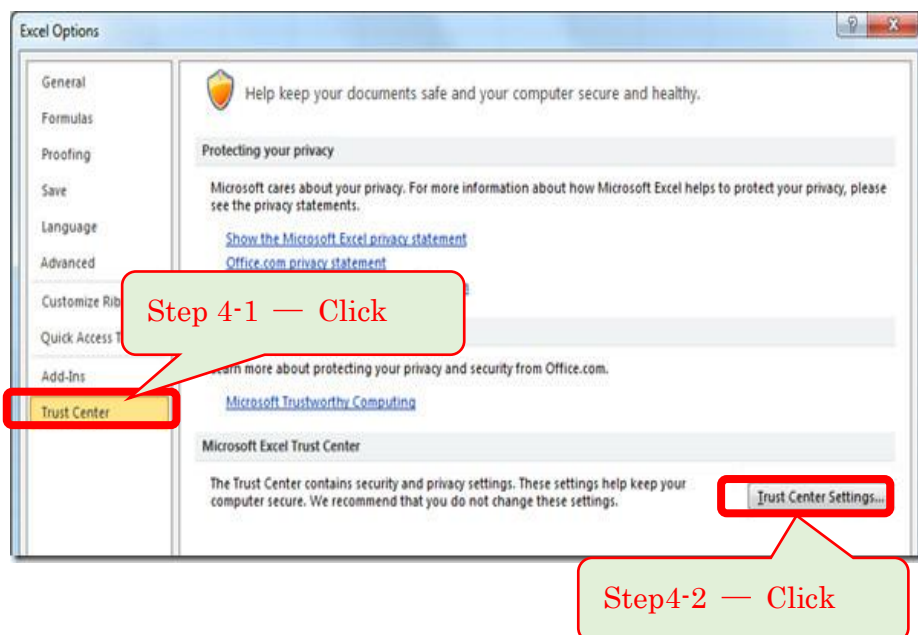 Excel Options
General
Formulas
Proofing
Save
Language
Advanced
Customize Rib
Quick Access T
Add-Ins
Trust Center
Help keep your documents safe and your computer secure and healthy.
Protecting your privacy
Microsoft cares about your privacy. For more information about how Microsoft Excel helps to protect your privacy, please
see the privacy statements.
Show the Microsoft Excel privacy statement
Office.com privacy statement
Step 4-1 — Click
more about protecting your privacy and security from Office.com.
Microsoft Trustworthy Computing
Microsoft Excel Trust Center
The Trust Center contains security and privacy settings. These settings help keep your
computer secure. We recommend that you do not change these settings.
Trust Center Settings...
Step4-2 — Click